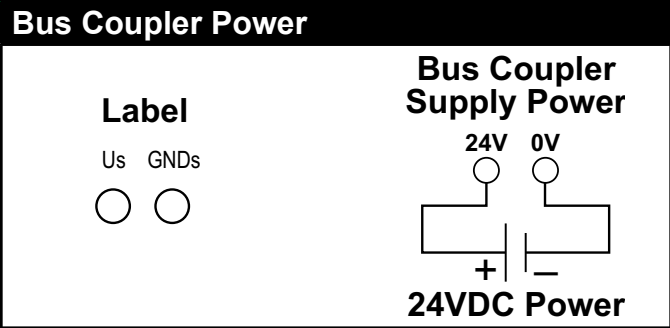 Bus Coupler Power
Label
Us GNDs
Bus Coupler
Supply Power
24V 0V
+ –
24VDC Power